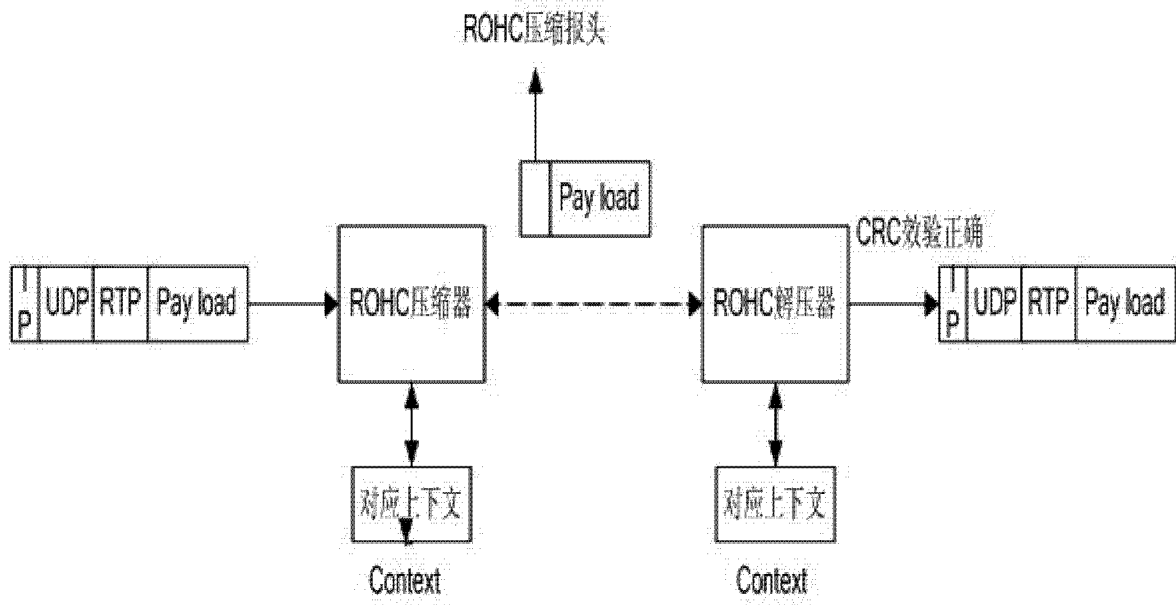 ROHC压缩报头
Pay load
CRC效验正确
IP UDP RTP Pay load
ROHC压缩器
ROHC解压器
IP UDP RTP Pay load
对应上下文
对应上下文
Context
Context